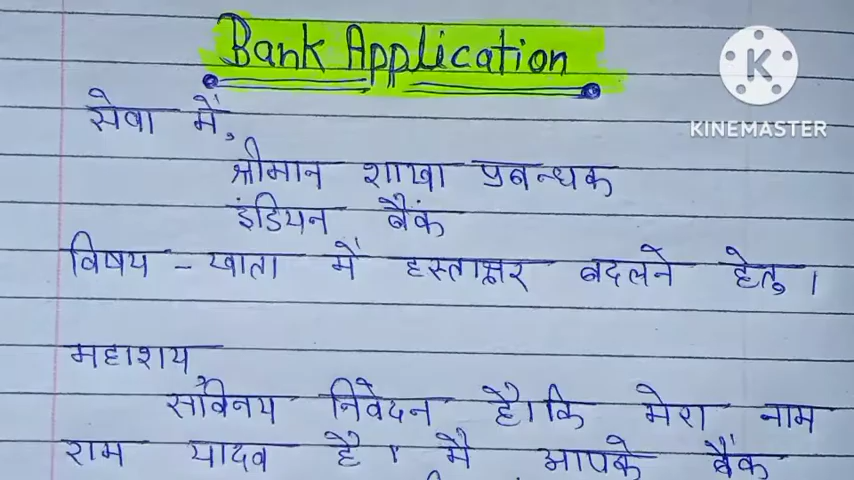 Bank Application
K
KINEMASTER
सेवा में,
श्रीमान शाखा प्रबन्धक
इंडियन बैंक
विषय - खाता में हस्ताक्षर बदलने हेतु।
महाशय
सविनय निवेदन है।कि मेरा नाम
राम यादव है। मै आपके बैंक